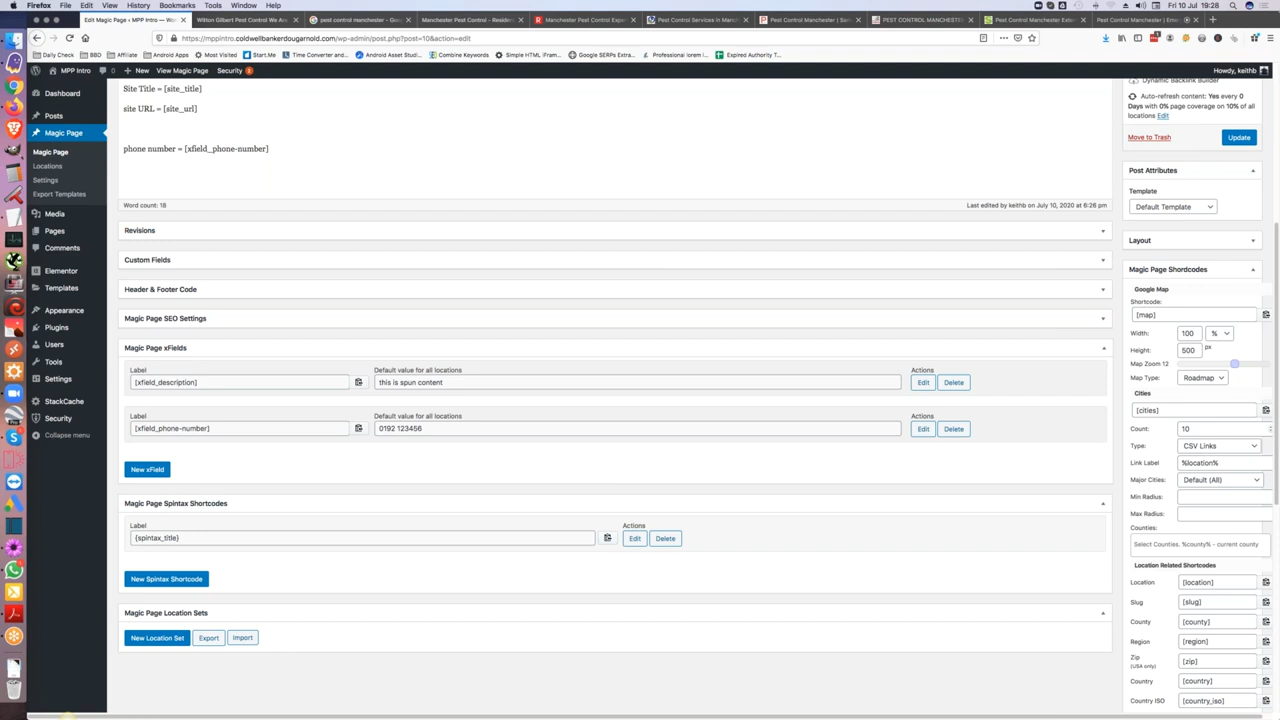 Firefox File Edit View History Bookmarks Tools Window Help
Fri 10 Jul 19:28
Edit Magic Page ‹ MPP Intro — Wor
Wilton Gilbert Pest Control We Are
pest control manchester - Goo
Manchester Pest Control - Resident
Manchester Pest Control Exper
Pest Control Services in Manch
Pest Control Manchester | Serv
PEST CONTROL MANCHESTER
Pest Control Manchester Exter
Pest Control Manchester | Em
https://mppintro.coldwellbankerdougarnold.com/wp-admin/post.php?post=10&action=edit
Daily Check
BBD
Affiliate
Most Visited
Start.Me
Time Converter and...
Android Asset Studi...
Combine Keywords
Simple HTML Form...
Google SERPs Extra...
Professional lorem i...
Expired Authority T...
MPP Intro
0
New
View Magic Page
Security
Howdy, keithb
Dashboard
Posts
Magic Page
Magic Page
Locations
Settings
Export Templates
Media
Pages
Comments
Elementor
Templates
Appearance
Plugins
Users
Tools
Settings
StackCache
Security
Collapse menu
Site Title = [site_title]
site URL = [site_url]
phone number = [xfield_phone-number]
Word count: 18
Last edited by keithb on July 10, 2020 at 6:26 pm
Revisions
Custom Fields
Header & Footer Code
Magic Page SEO Settings
Magic Page xFields
Label
Default value for all locations
Actions
[xfield_description]
this is spun content
Edit
Delete
Label
Default value for all locations
Actions
[xfield_phone-number]
0192 123456
Edit
Delete
New xField
Magic Page Spintax Shortcodes
Label
Actions
{spintax_title}
Edit
Delete
New Spintax Shortcode
Magic Page Location Sets
New Location Set
Export
Import
Dynamic Backlink Builder
Auto-refresh content: Yes every 0
Days with 0% page coverage on 10% of all
locations Edit
Move to Trash
Update
Post Attributes
Template
Default Template
Layout
Magic Page Shordcodes
Google Map
Shortcode:
[map]
Width:
100
%
Height:
500
px
Map Zoom 12
Map Type:
Roadmap
Cities
[cities]
Count:
10
Type:
CSV Links
Link Label
%location%
Major Cities:
Default (All)
Min Radius:
Max Radius:
Counties:
Select Counties. %county% - current county
Location Related Shortcodes
Location
[location]
Slug
[slug]
County
[county]
Region
[region]
Zip
(USA only)
[zip]
Country
[country]
Country ISO
[country_iso]